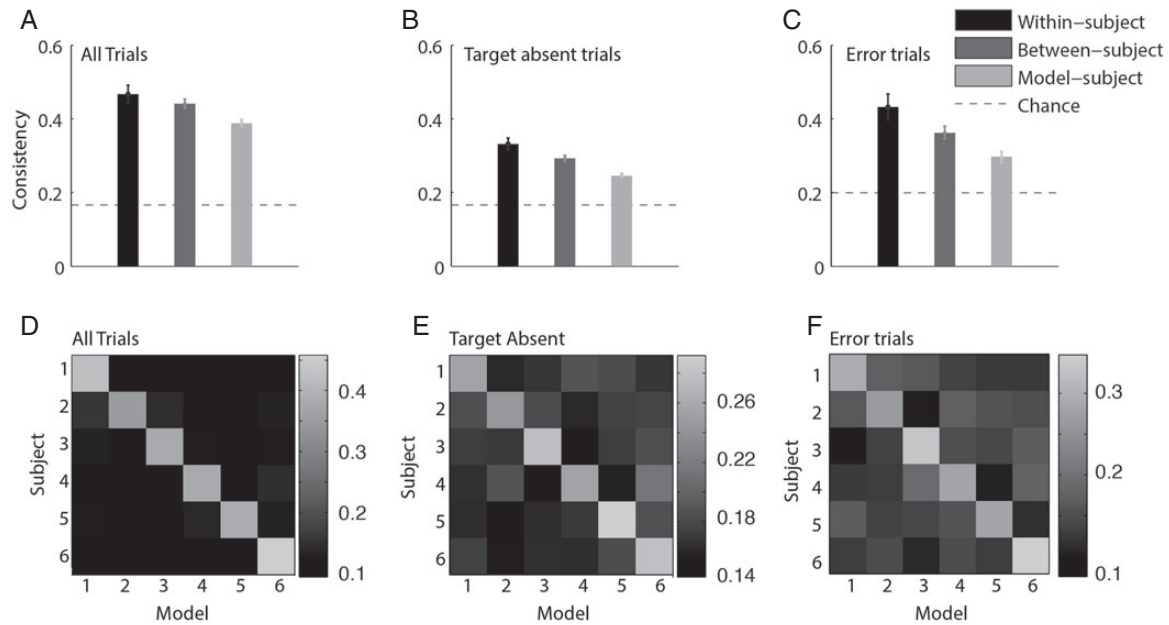 A
All Trials
0.6
0.4
0.2
0
Consistency
B
Target absent trials
0.6
0.4
0.2
0
C
Error trials
0.6
0.4
0.2
0
Within-subject
Between-subject
Model-subject
Chance
D
All Trials
1
2
3
4
5
6
Subject
1 2 3 4 5 6
Model
0.4
0.3
0.2
0.1
E
Target Absent
1
2
3
4
5
6
Subject
1 2 3 4 5 6
Model
0.26
0.22
0.18
0.14
F
Error trials
1
2
3
4
5
6
Subject
1 2 3 4 5 6
Model
0.3
0.2
0.1